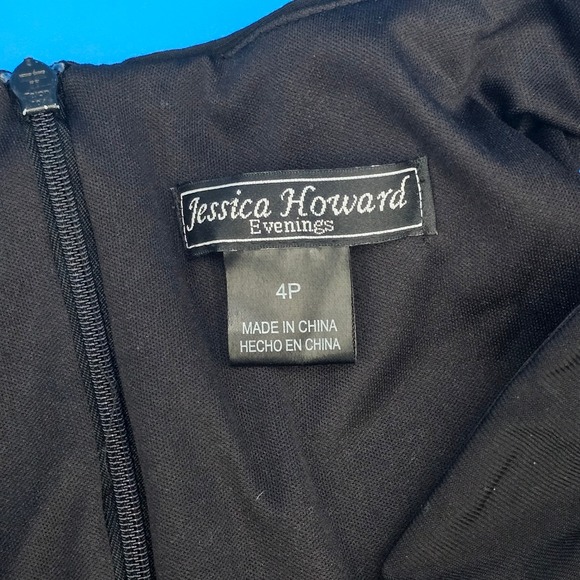 Jessica Howard
Evenings
4P
MADE IN CHINA
HECHO EN CHINA